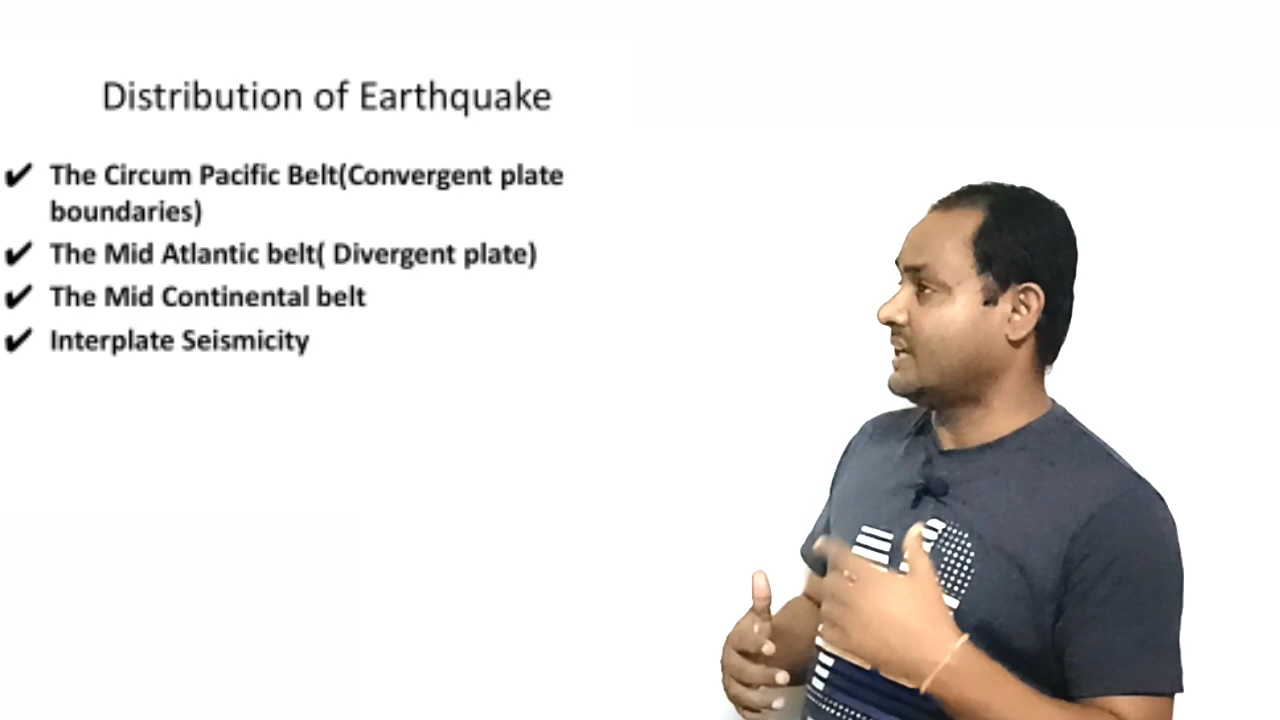 Distribution of Earthquake
✔ The Circum Pacific Belt(Convergent plate
boundaries)
✔ The Mid Atlantic belt( Divergent plate)
✔ The Mid Continental belt
✔ Interplate Seismicity